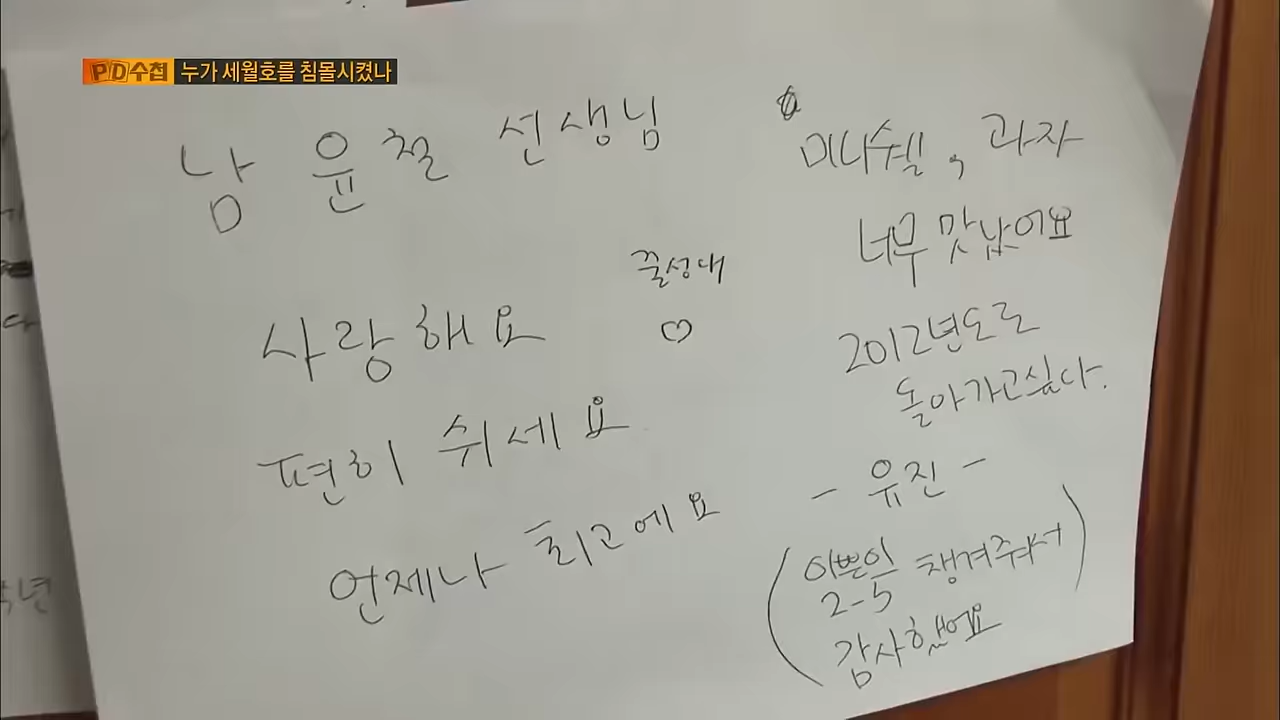 PD수첩 누가 세월호를 침몰시켰나
남 윤철 선생님
꿀성대
사랑해요 ♡
편히 쉬세요
언제나 최고에요
미니쉘, 과자
너무 맛났어요
2012년도로
돌아가고싶다.
- 유진 -
(이쁜이
2-5 챙겨줘서
감사했어요)